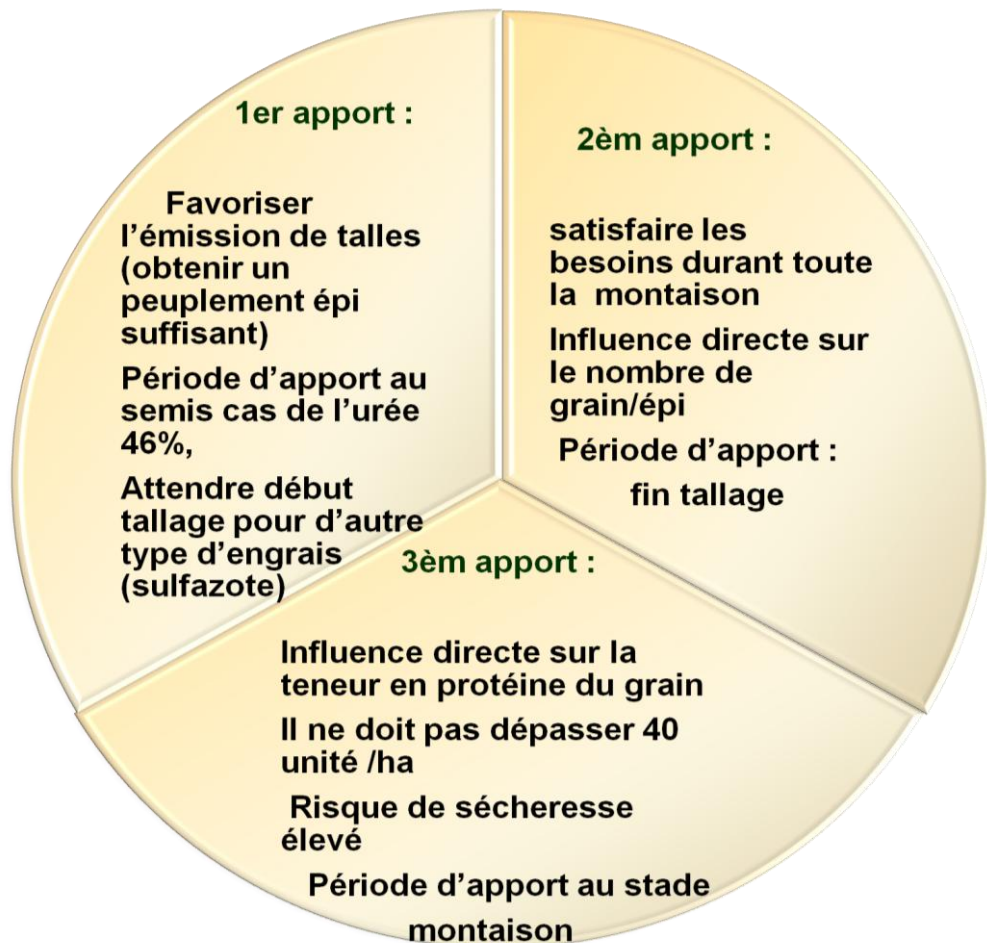 1er apport :
Favoriser
l'émission de talles
(obtenir un
peuplement épi
suffisant)
Période d'apport au
semis cas de l'urée
46%,
Attendre début
tallage pour d'autre
type d'engrais
(sulfazote)
2èm apport :
satisfaire les
besoins durant toute
la montaison
Influence directe sur
le nombre de
grain/épi
Période d'apport :
fin tallage
3èm apport :
Influence directe sur la
teneur en protéine du grain
Il ne doit pas dépasser 40
unité /ha
Risque de sécheresse
élevé
Période d'apport au stade
montaison